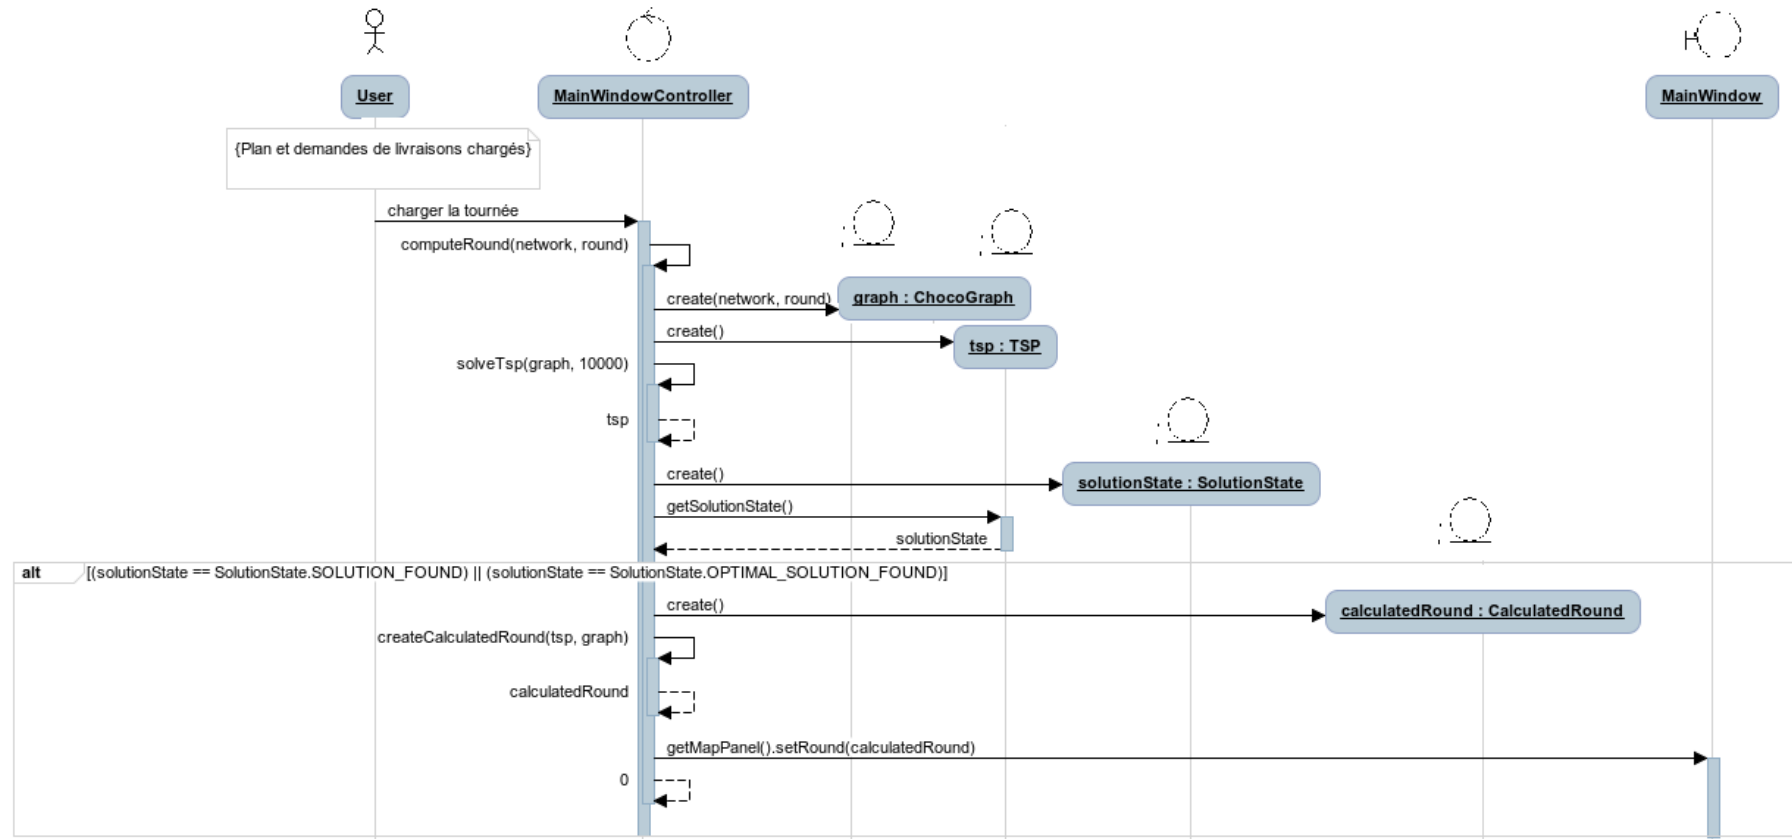 User
MainWindowController
MainWindow
{Plan et demandes de livraisons chargés}
charger la tournée
computeRound(network, round)
create(network, round)
graph : ChocoGraph
create()
tsp : TSP
solveTsp(graph, 10000)
tsp
create()
solutionState : SolutionState
getSolutionState()
solutionState
alt
[(solutionState == SolutionState.SOLUTION_FOUND) || (solutionState == SolutionState.OPTIMAL_SOLUTION_FOUND)]
create()
calculatedRound : CalculatedRound
createCalculatedRound(tsp, graph)
calculatedRound
getMapPanel().setRound(calculatedRound)
0